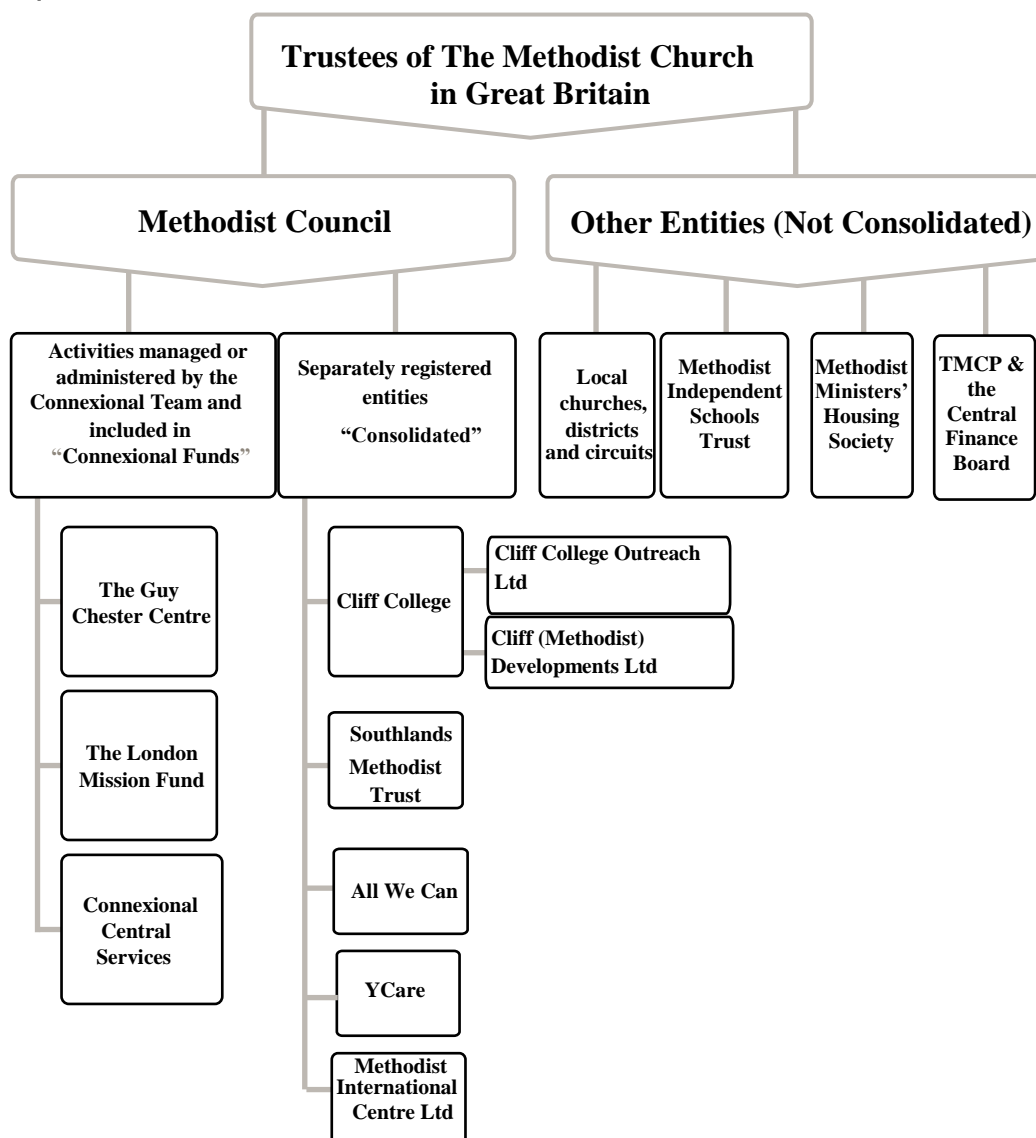 Trustees of The Methodist Church
in Great Britain
Methodist Council
Other Entities (Not Consolidated)
Activities managed or
administered by the
Connexional Team and
included in
“Connexional Funds”
Separately registered
entities
“Consolidated”
Local
churches,
districts
and circuits
Methodist
Independent
Schools
Trust
Methodist
Ministers’
Housing
Society
TMCP &
the
Central
Finance
Board
The Guy
Chester Centre
The London
Mission Fund
Connexional
Central
Services
Cliff College
Cliff College Outreach
Ltd
Cliff (Methodist)
Developments Ltd
Southlands
Methodist
Trust
All We Can
YCare
Methodist
International
Centre Ltd